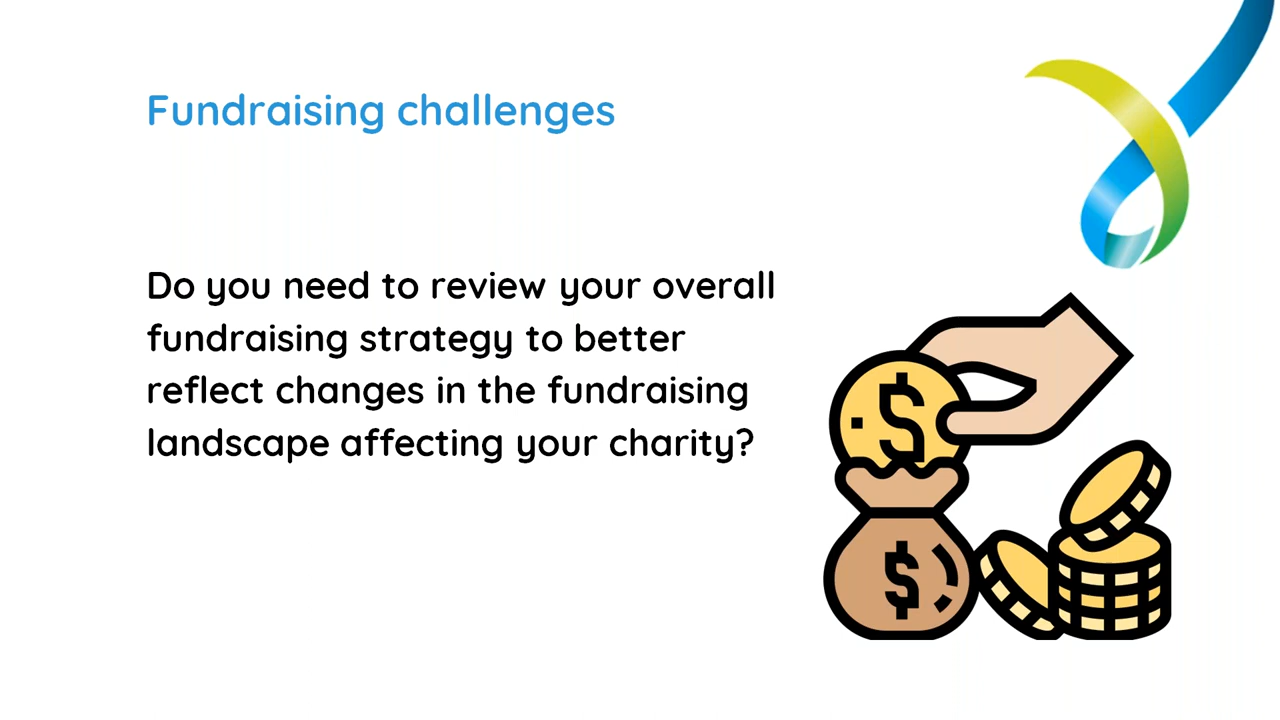 Fundraising challenges
Do you need to review your overall
fundraising strategy to better
reflect changes in the fundraising
landscape affecting your charity?
$
$